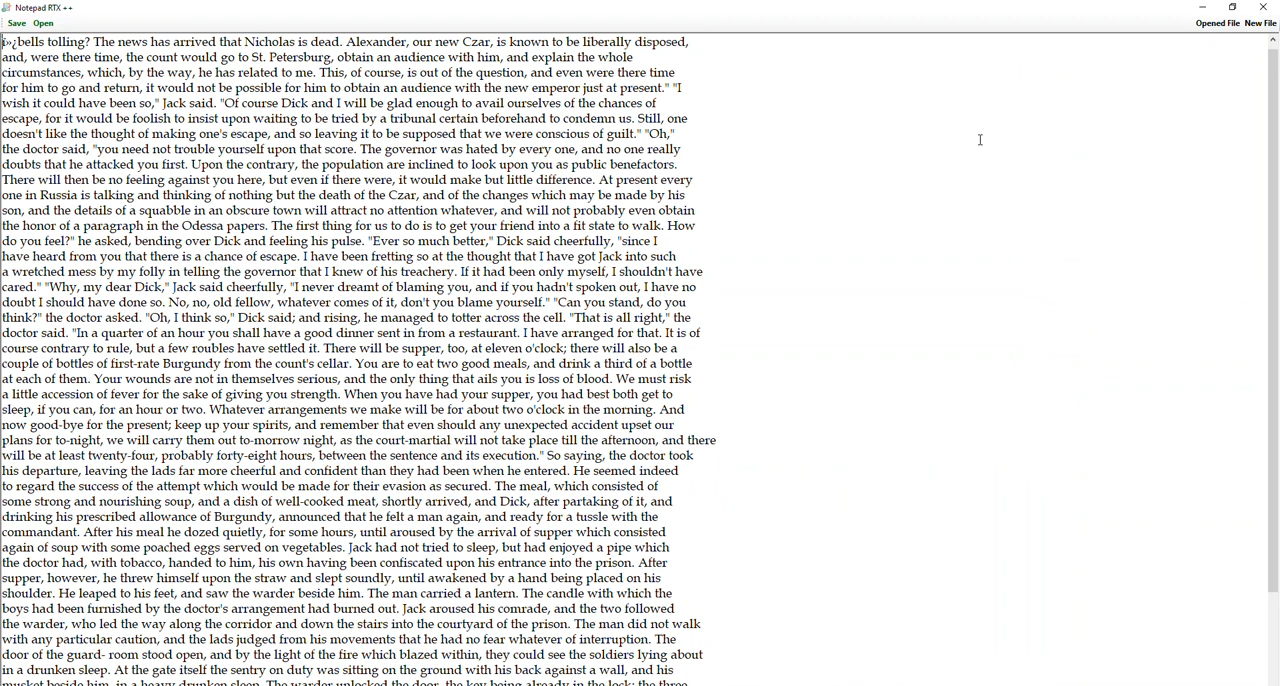 Notepad RTX ++
Save Open
Opened File New File
ï»¿bells tolling? The news has arrived that Nicholas is dead. Alexander, our new Czar, is known to be liberally disposed,
and, were there time, the count would go to St. Petersburg, obtain an audience with him, and explain the whole
circumstances, which, by the way, he has related to me. This, of course, is out of the question, and even were there time
for him to go and return, it would not be possible for him to obtain an audience with the new emperor just at present." "I
wish it could have been so," Jack said. "Of course Dick and I will be glad enough to avail ourselves of the chances of
escape, for it would be foolish to insist upon waiting to be tried by a tribunal certain beforehand to condemn us. Still, one
doesn't like the thought of making one's escape, and so leaving it to be supposed that we were conscious of guilt." "Oh,"
the doctor said, "you need not trouble yourself upon that score. The governor was hated by every one, and no one really
doubts that he attacked you first. Upon the contrary, the population are inclined to look upon you as public benefactors.
There will then be no feeling against you here, but even if there were, it would make but little difference. At present every
one in Russia is talking and thinking of nothing but the death of the Czar, and of the changes which may be made by his
son, and the details of a squabble in an obscure town will attract no attention whatever, and will not probably even obtain
the honor of a paragraph in the Odessa papers. The first thing for us to do is to get your friend into a fit state to walk. How
do you feel?" he asked, bending over Dick and feeling his pulse. "Ever so much better," Dick said cheerfully, "since I
have heard from you that there is a chance of escape. I have been fretting so at the thought that I have got Jack into such
a wretched mess by my folly in telling the governor that I knew of his treachery. If it had been only myself, I shouldn't have
cared." "Why, my dear Dick," Jack said cheerfully, "I never dreamt of blaming you, and if you hadn't spoken out, I have no
doubt I should have done so. No, no, old fellow, whatever comes of it, don't you blame yourself." "Can you stand, do you
think?" the doctor asked. "Oh, I think so," Dick said; and rising, he managed to totter across the cell. "That is all right," the
doctor said. "In a quarter of an hour you shall have a good dinner sent in from a restaurant. I have arranged for that. It is of
course contrary to rule, but a few roubles have settled it. There will be supper, too, at eleven o'clock; there will also be a
couple of bottles of first-rate Burgundy from the count's cellar. You are to eat two good meals, and drink a third of a bottle
at each of them. Your wounds are not in themselves serious, and the only thing that ails you is loss of blood. We must risk
a little accession of fever for the sake of giving you strength. When you have had your supper, you had best both get to
sleep, if you can, for an hour or two. Whatever arrangements we make will be for about two o'clock in the morning. And
now good-bye for the present; keep up your spirits, and remember that even should any unexpected accident upset our
plans for to-night, we will carry them out to-morrow night, as the court-martial will not take place till the afternoon, and there
will be at least twenty-four, probably forty-eight hours, between the sentence and its execution." So saying, the doctor took
his departure, leaving the lads far more cheerful and confident than they had been when he entered. He seemed indeed
to regard the success of the attempt which would be made for their evasion as secured. The meal, which consisted of
some strong and nourishing soup, and a dish of well-cooked meat, shortly arrived, and Dick, after partaking of it, and
drinking his prescribed allowance of Burgundy, announced that he felt a man again, and ready for a tussle with the
commandant. After his meal he dozed quietly, for some hours, until aroused by the arrival of supper which consisted
again of soup with some poached eggs served on vegetables. Jack had not tried to sleep, but had enjoyed a pipe which
the doctor had, with tobacco, handed to him, his own having been confiscated upon his entrance into the prison. After
supper, however, he threw himself upon the straw and slept soundly, until awakened by a hand being placed on his
shoulder. He leaped to his feet, and saw the warder beside him. The man carried a lantern. The candle with which the
boys had been furnished by the doctor's arrangement had burned out. Jack aroused his comrade, and the two followed
the warder, who led the way along the corridor and down the stairs into the courtyard of the prison. The man did not walk
with any particular caution, and the lads judged from his movements that he had no fear whatever of interruption. The
door of the guard- room stood open, and by the light of the fire which blazed within, they could see the soldiers lying about
in a drunken sleep. At the gate itself the sentry on duty was sitting on the ground with his back against a wall, and his
musket beside him, in a heavy drunken sleep. The warder unlocked the door, the key being already in the lock; the three